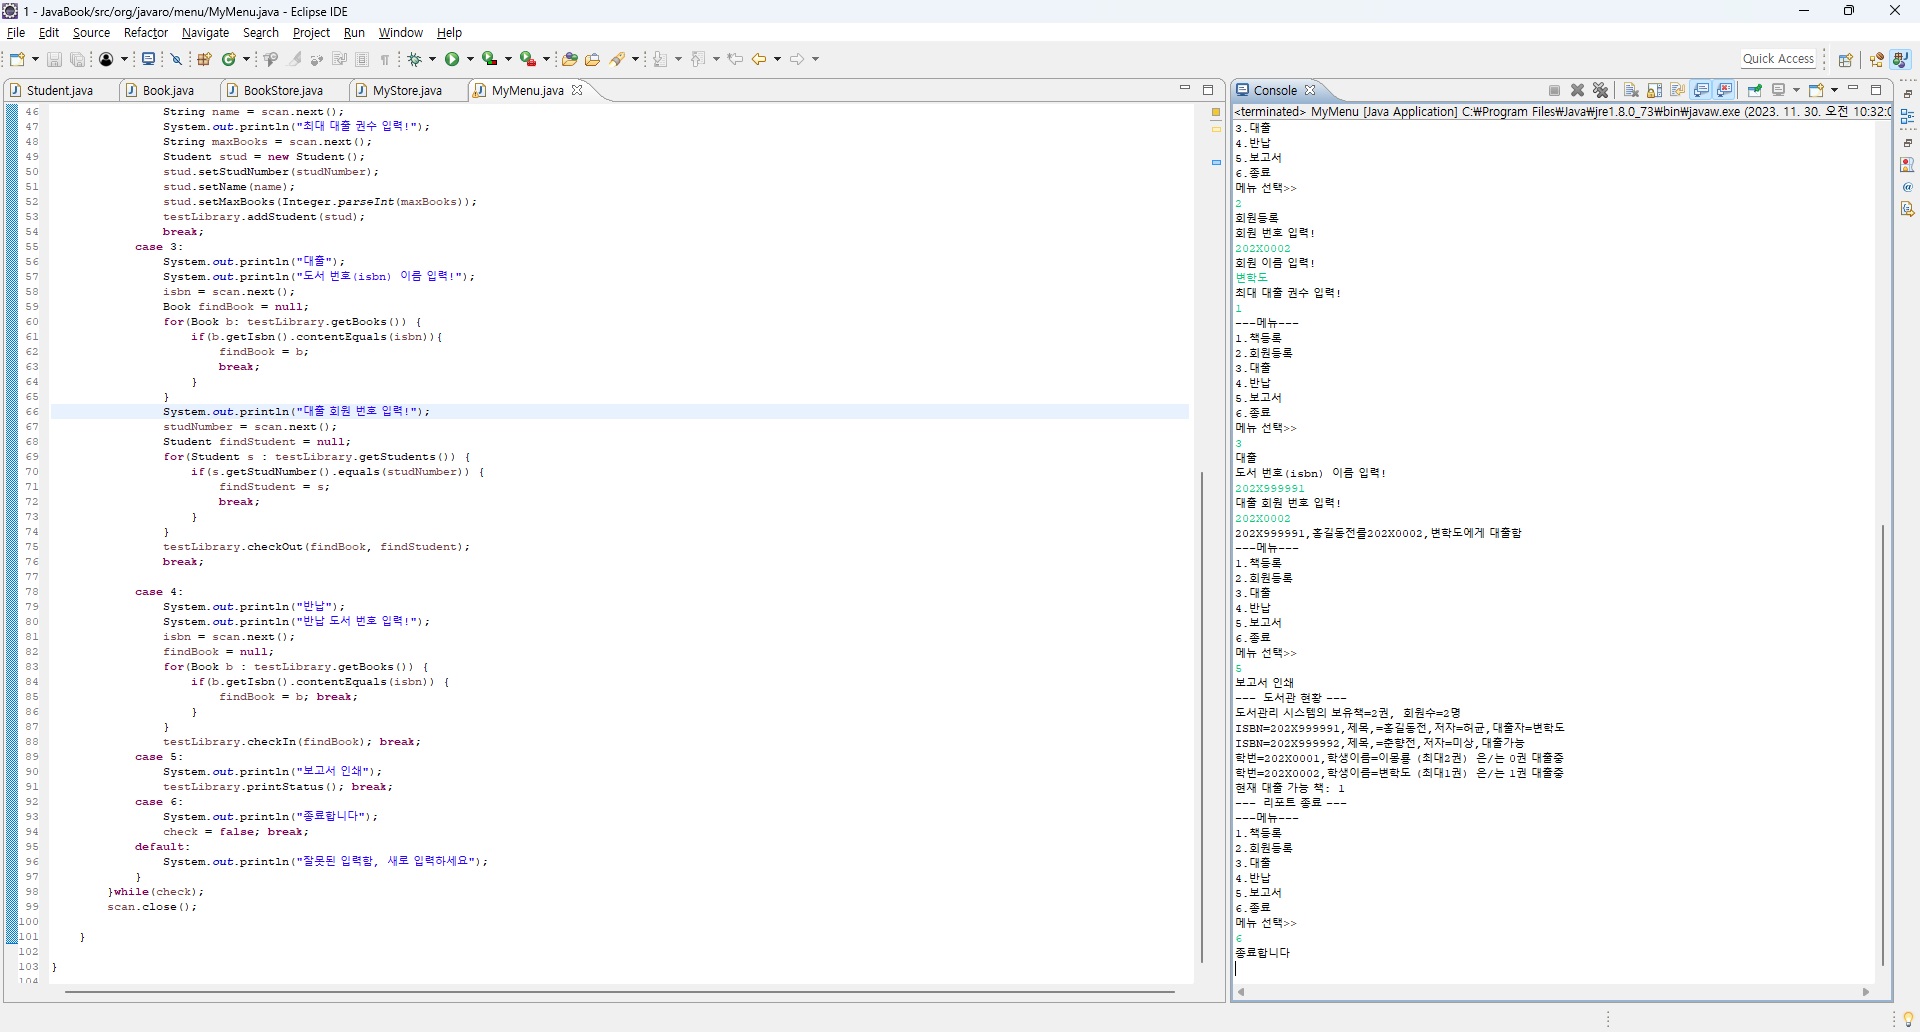 1 - JavaBook/src/org/javaro/menu/MyMenu.java - Eclipse IDE
File Edit Source Refactor Navigate Search Project Run Window Help
Quick Access
Student.java Book.java BookStore.java MyStore.java MyMenu.java
46 String name = scan.next();
47 System.out.println("최대 대출 권수 입력!");
48 String maxBooks = scan.next();
49 Student stud = new Student();
50 stud.setStudNumber(studNumber);
51 stud.setName(name);
52 stud.setMaxBooks(Integer.parseInt(maxBooks));
53 testLibrary.addStudent(stud);
54 break;
55 case 3:
56 System.out.println("대출");
57 System.out.println("도서 번호(isbn) 이름 입력!");
58 isbn = scan.next();
59 Book findBook = null;
60 for(Book b: testLibrary.getBooks()) {
61 if(b.getIsbn().contentEquals(isbn)){
62 findBook = b;
63 break;
64 }
65 }
66 System.out.println("대출 회원 번호 입력!");
67 studNumber = scan.next();
68 Student findStudent = null;
69 for(Student s : testLibrary.getStudents()) {
70 if(s.getStudNumber().equals(studNumber)) {
71 findStudent = s;
72 break;
73 }
74 }
75 testLibrary.checkOut(findBook, findStudent);
76 break;
77
78 case 4:
79 System.out.println("반납");
80 System.out.println("반납 도서 번호 입력!");
81 isbn = scan.next();
82 findBook = null;
83 for(Book b : testLibrary.getBooks()) {
84 if(b.getIsbn().contentEquals(isbn)) {
85 findBook = b; break;
86 }
87 }
88 testLibrary.checkIn(findBook); break;
89 case 5:
90 System.out.println("보고서 인쇄");
91 testLibrary.printStatus(); break;
92 case 6:
93 System.out.println("종료합니다");
94 check = false; break;
95 default:
96 System.out.println("잘못된 입력함, 새로 입력하세요");
97 }
98 }while(check);
99 scan.close();
100
101 }
102
103 }
104
Console
<terminated> MyMenu [Java Application] C:\Program Files\Java\jre1.8.0_73\bin\javaw.exe (2023. 11. 30. 오전 10:32:0
3.대출
4.반납
5.보고서
6.종료
메뉴 선택>>
2
회원등록
회원 번호 입력!
202X0002
회원 이름 입력!
변학도
최대 대출 권수 입력!
1
---메뉴---
1.책등록
2.회원등록
3.대출
4.반납
5.보고서
6.종료
메뉴 선택>>
3
대출
도서 번호(isbn) 이름 입력!
202X999991
대출 회원 번호 입력!
202X0002
202X999991,홍길동전를202X0002,변학도에게 대출함
---메뉴---
1.책등록
2.회원등록
3.대출
4.반납
5.보고서
6.종료
메뉴 선택>>
5
보고서 인쇄
--- 도서관 현황 ---
도서관리 시스템의 보유책=2권, 회원수=2명
ISBN=202X999991,제목,=홍길동전,저자=허균,대출자=변학도
ISBN=202X999992,제목,=춘향전,저자=미상,대출가능
학번=202X0001,학생이름=이몽룡 (최대2권) 은/는 0권 대출중
학번=202X0002,학생이름=변학도 (최대1권) 은/는 1권 대출중
현재 대출 가능 책: 1
--- 리포트 종료 ---
---메뉴---
1.책등록
2.회원등록
3.대출
4.반납
5.보고서
6.종료
메뉴 선택>>
6
종료합니다